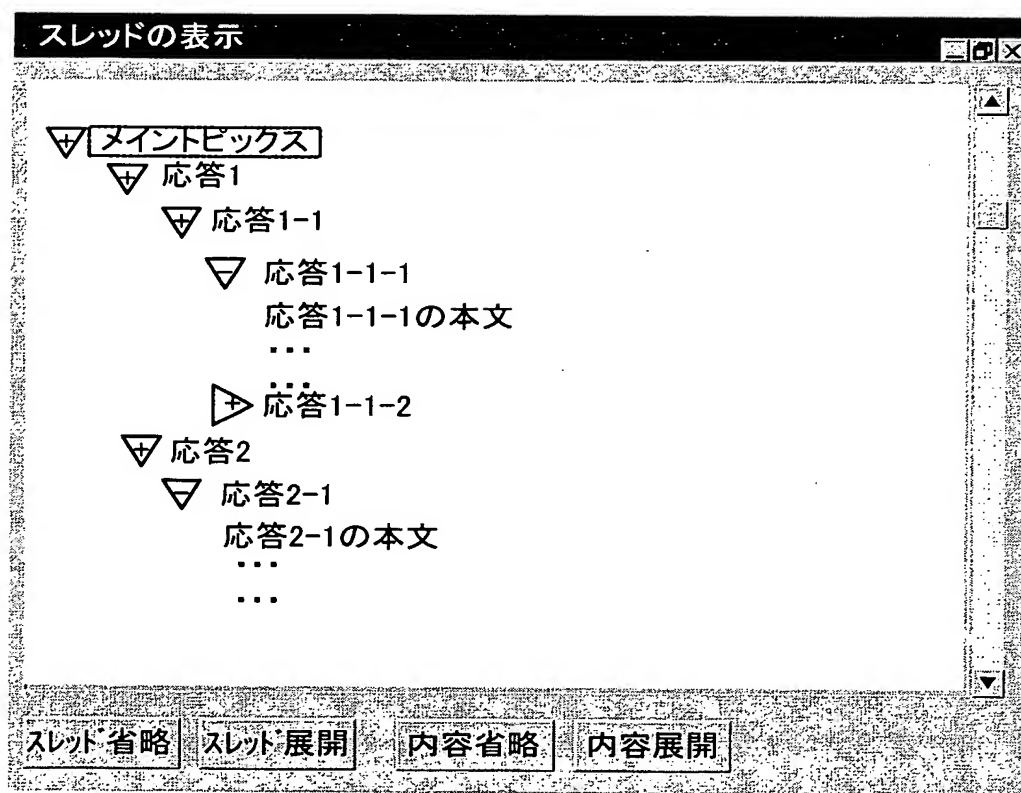 スレッドの表示
メイントピックス
応答1
応答1-1
応答1-1-1
応答1-1-1の本文
...
...
応答1-1-2
応答2
応答2-1
応答2-1の本文
...
...
ｽﾚｯﾄﾞ省略 ｽﾚｯﾄﾞ展開 内容省略 内容展開